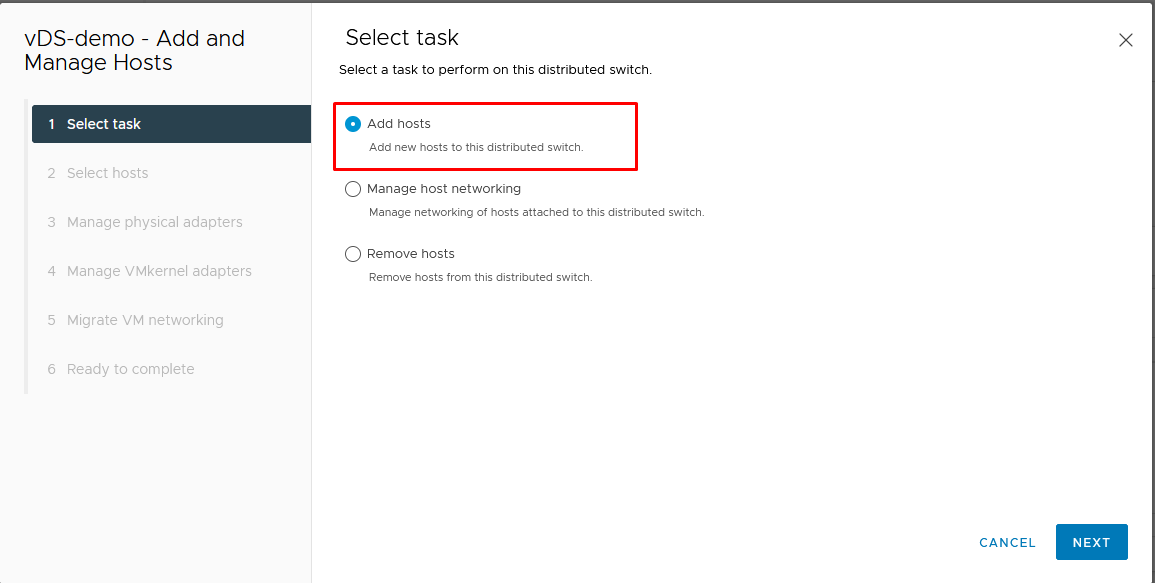 vDS-demo - Add and
Manage Hosts
1 Select task
2 Select hosts
3 Manage physical adapters
4 Manage VMkernel adapters
5 Migrate VM networking
6 Ready to complete
Select task
Select a task to perform on this distributed switch.
Add hosts
Add new hosts to this distributed switch.
Manage host networking
Manage networking of hosts attached to this distributed switch.
Remove hosts
Remove hosts from this distributed switch.
CANCEL
NEXT